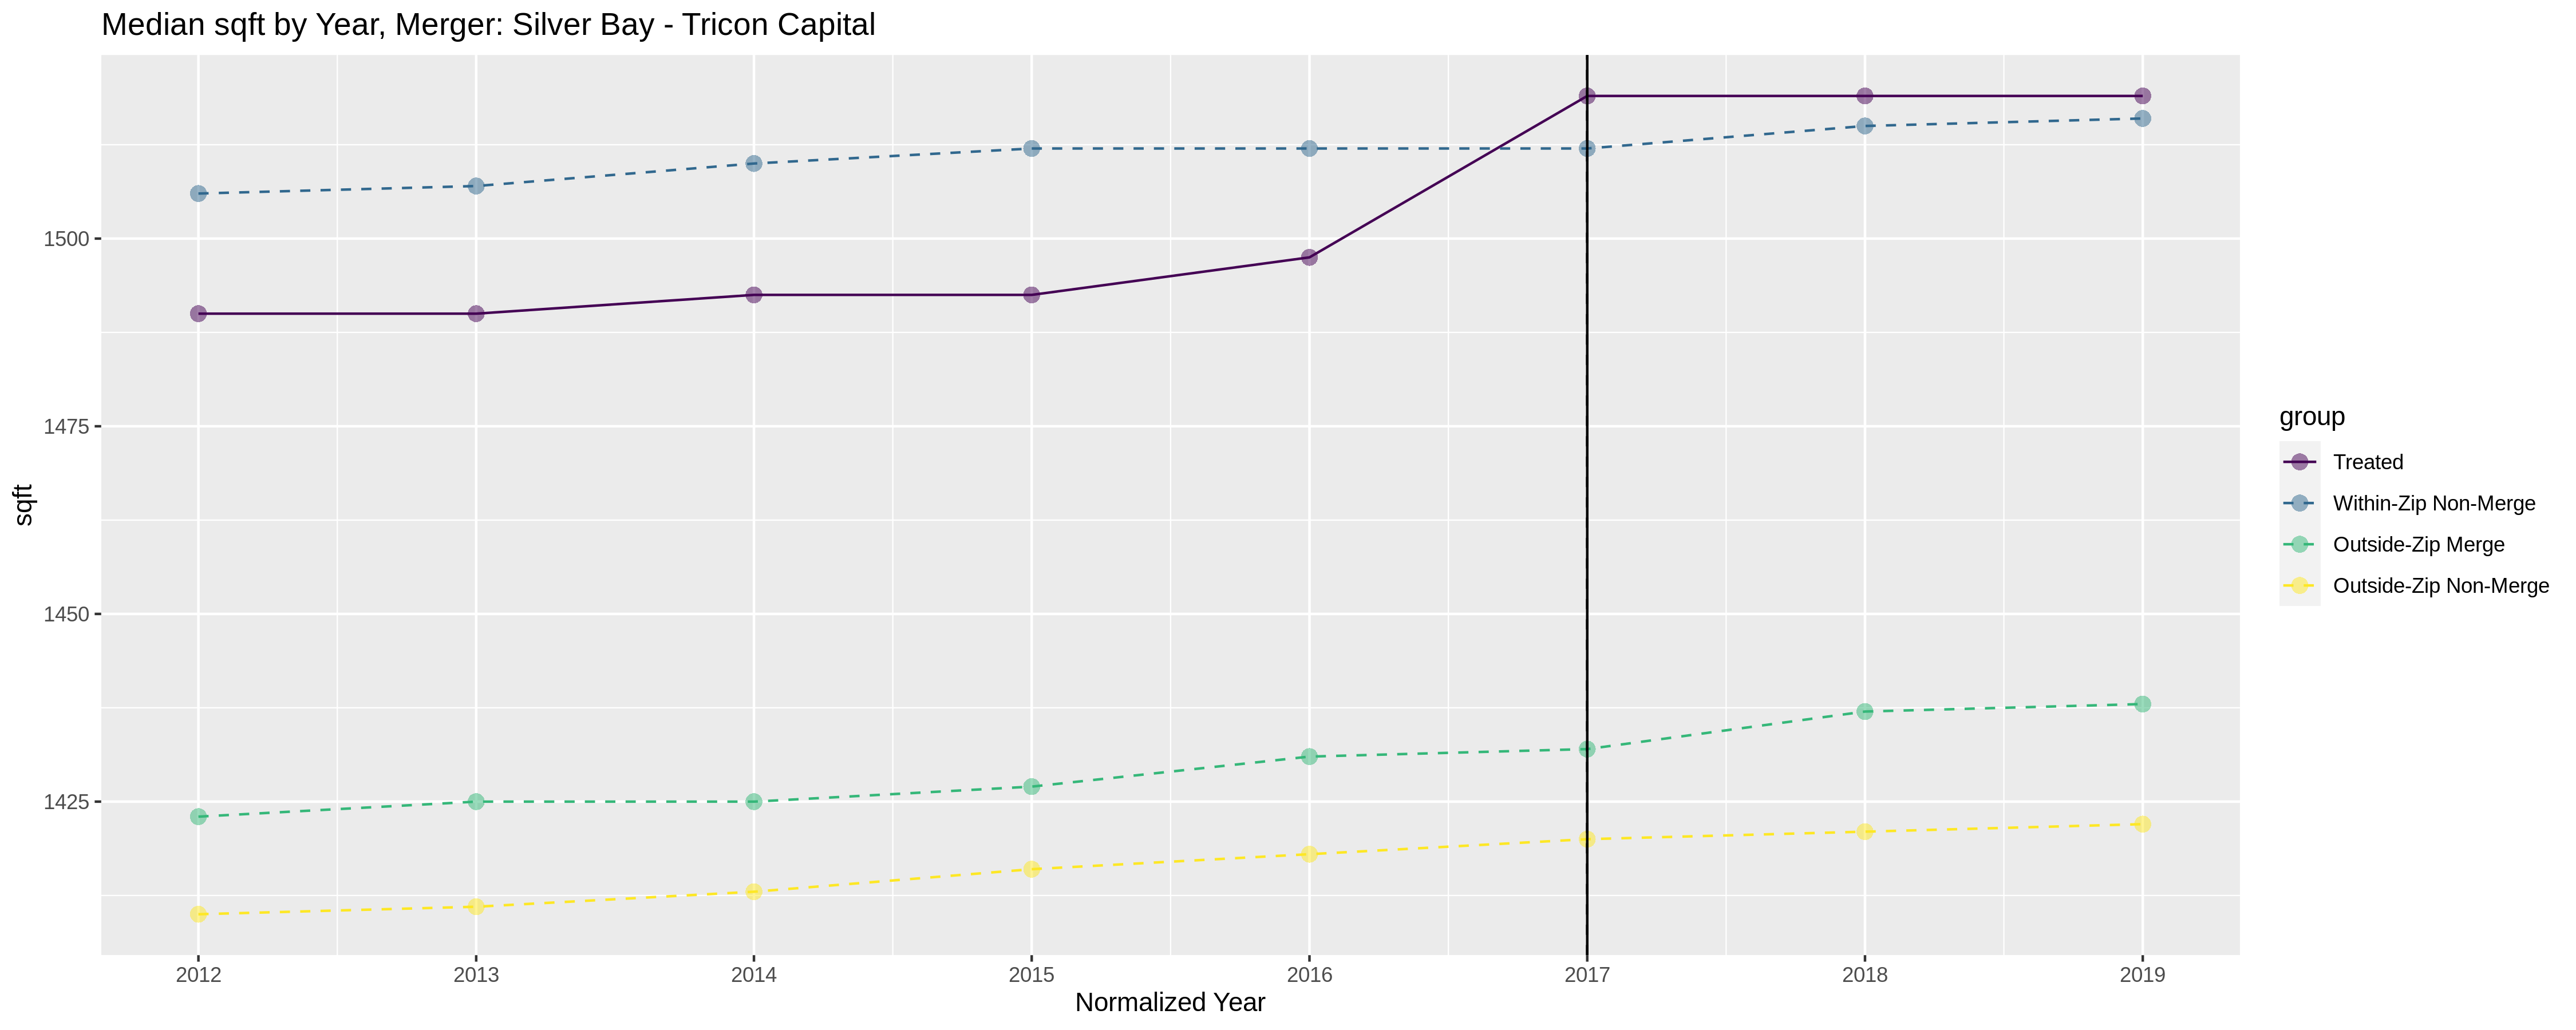 Median sqft by Year, Merger: Silver Bay - Tricon Capital
sqft
1500
1475
1450
1425
2012 2013 2014 2015 2016 2017 2018 2019
Normalized Year
group
Treated
Within-Zip Non-Merge
Outside-Zip Merge
Outside-Zip Non-Merge